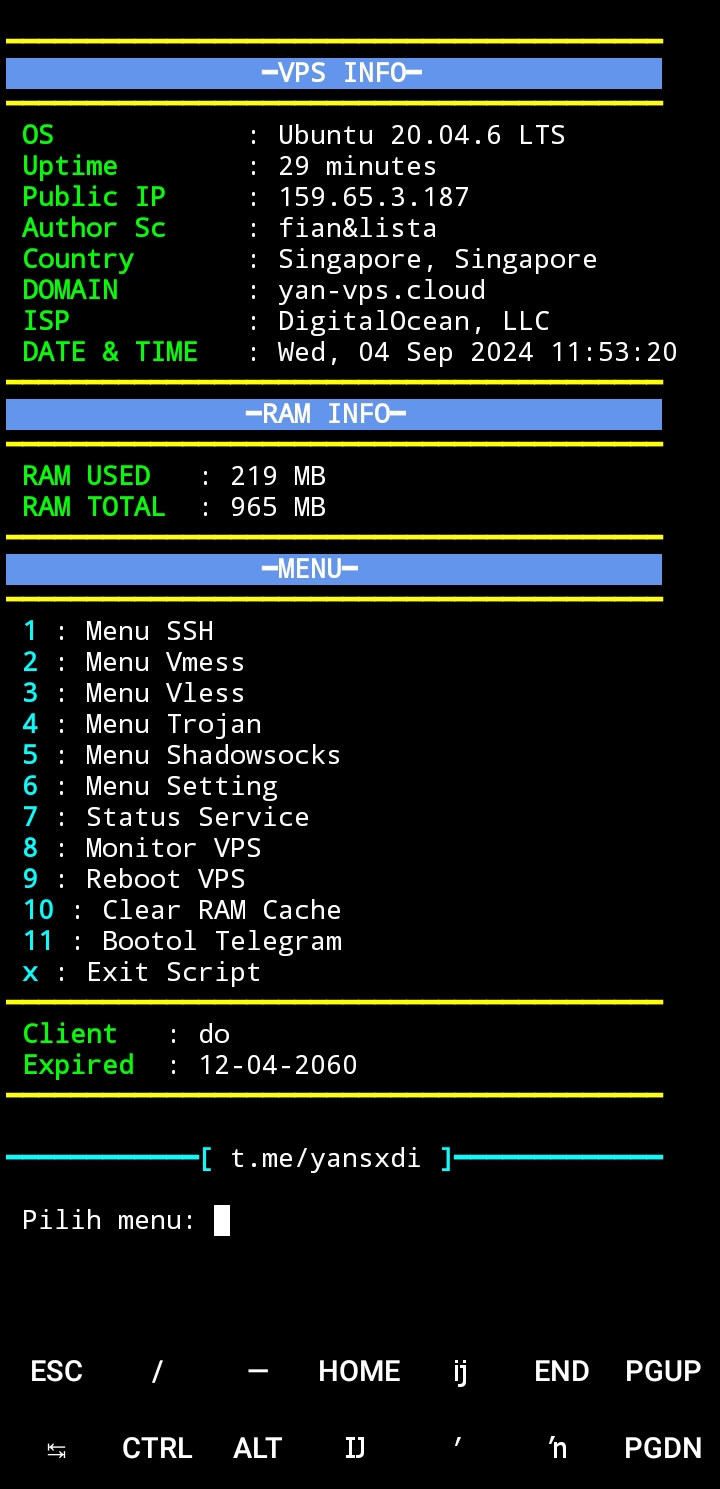 ━VPS INFO━
OS : Ubuntu 20.04.6 LTS
Uptime : 29 minutes
Public IP : 159.65.3.187
Author Sc : fian&lista
Country : Singapore, Singapore
DOMAIN : yan-vps.cloud
ISP : DigitalOcean, LLC
DATE & TIME : Wed, 04 Sep 2024 11:53:20
━RAM INFO━
RAM USED : 219 MB
RAM TOTAL : 965 MB
━MENU━
1 : Menu SSH
2 : Menu Vmess
3 : Menu Vless
4 : Menu Trojan
5 : Menu Shadowsocks
6 : Menu Setting
7 : Status Service
8 : Monitor VPS
9 : Reboot VPS
10 : Clear RAM Cache
11 : Bootol Telegram
x : Exit Script
Client : do
Expired : 12-04-2060
[ t.me/yansxdi ]
Pilih menu:
ESC / — HOME ĳ END PGUP
↹ CTRL ALT Ĳ ′ ŉ PGDN